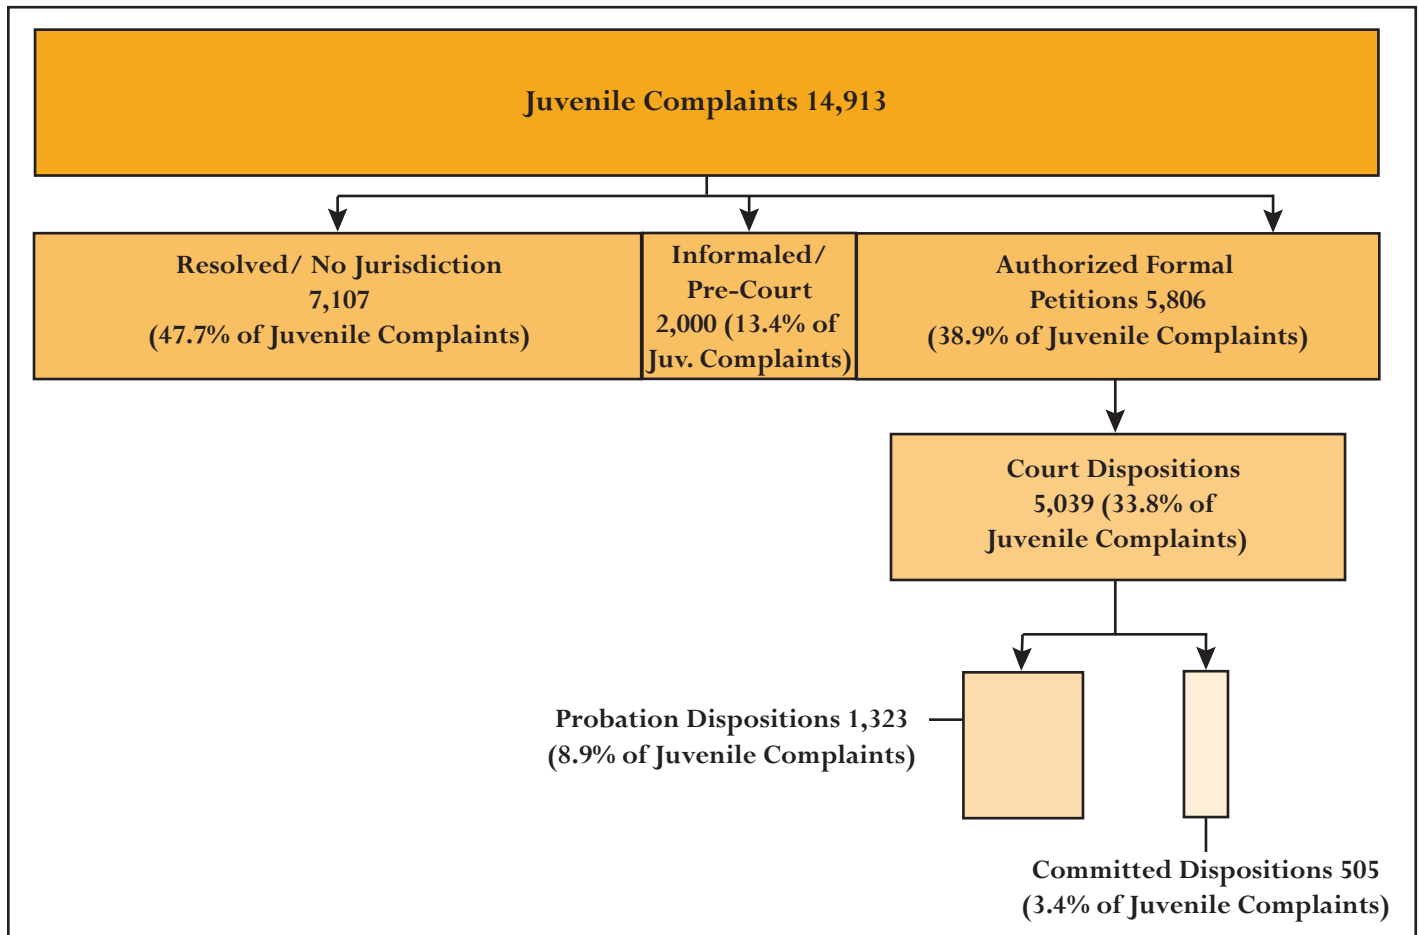 Juvenile Complaints 14,913
Resolved/ No Jurisdiction
7,107
(47.7% of Juvenile Complaints)
Informaled/
Pre-Court
2,000 (13.4% of
Juv. Complaints)
Authorized Formal
Petitions 5,806
(38.9% of Juvenile Complaints)
Court Dispositions
5,039 (33.8% of
Juvenile Complaints)
Probation Dispositions 1,323
(8.9% of Juvenile Complaints)
Committed Dispositions 505
(3.4% of Juvenile Complaints)